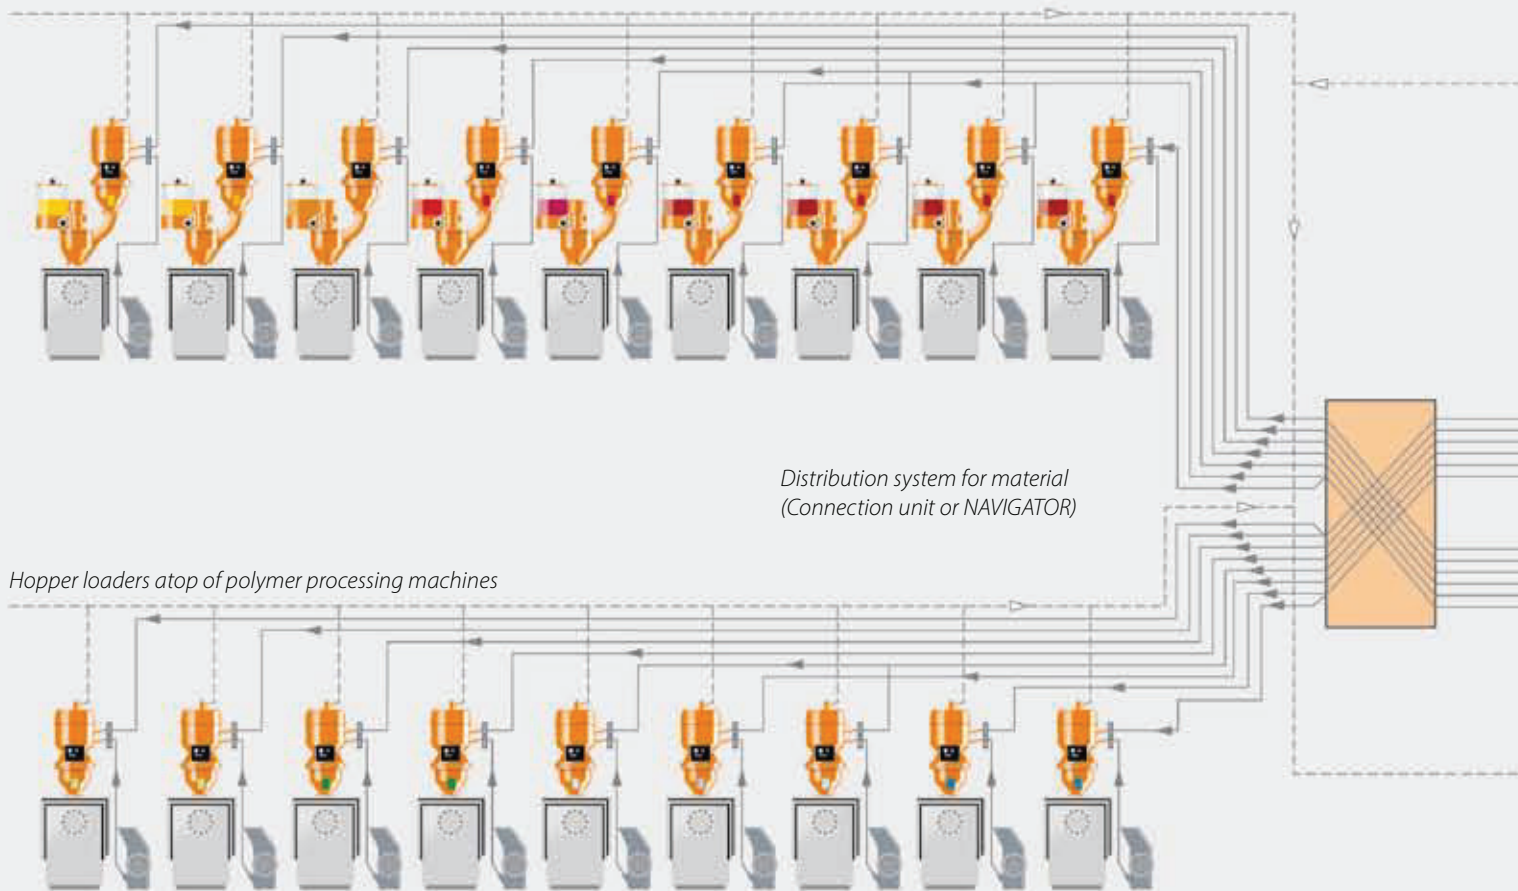 Distribution system for material
(Connection unit or NAVIGATOR)
Hopper loaders atop of polymer processing machines